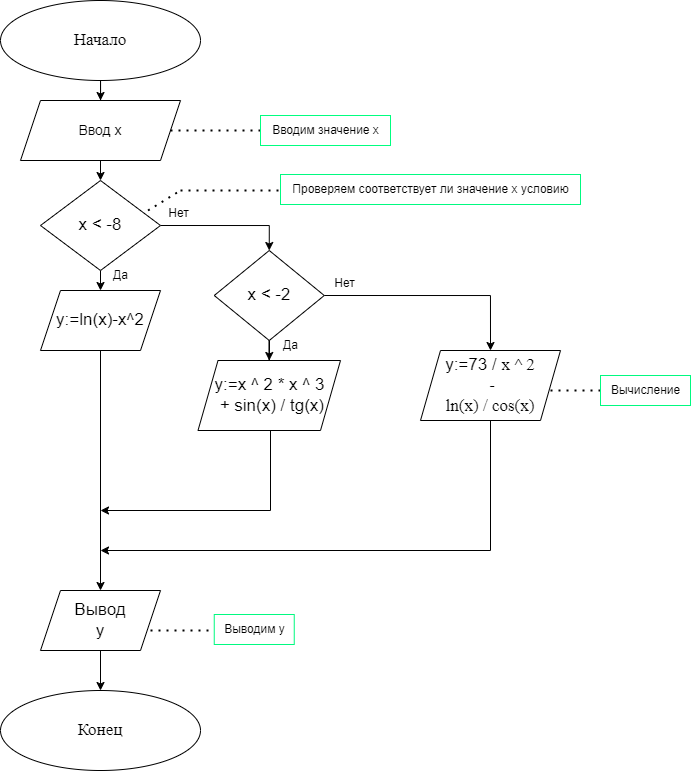 Начало
Ввод x
Вводим значение x
Проверяем соответствует ли значение x условию
x < -8
Нет
Да
x < -2
Нет
y:=ln(x)-x^2
Да
y:=x ^ 2 * x ^ 3
+ sin(x) / tg(x)
y:=73 / x ^ 2
-
ln(x) / cos(x)
Вычисление
Вывод
y
Выводим y
Конец